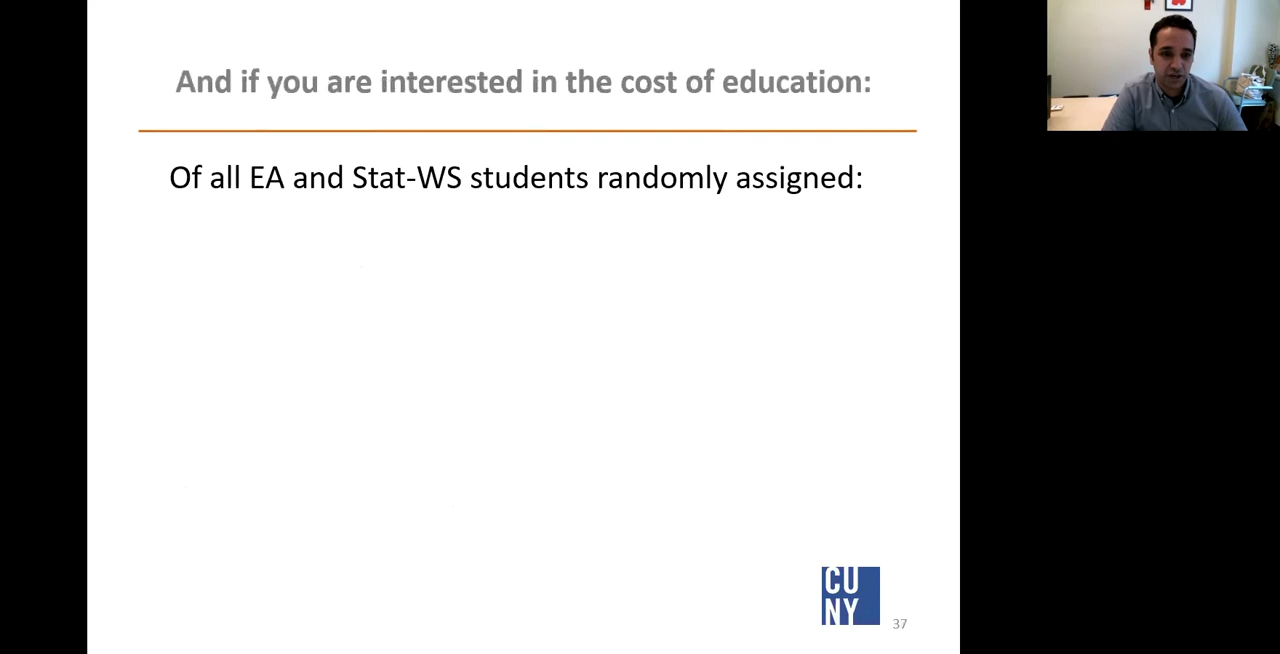 And if you are interested in the cost of education:
Of all EA and Stat-WS students randomly assigned:
CU
NY
37